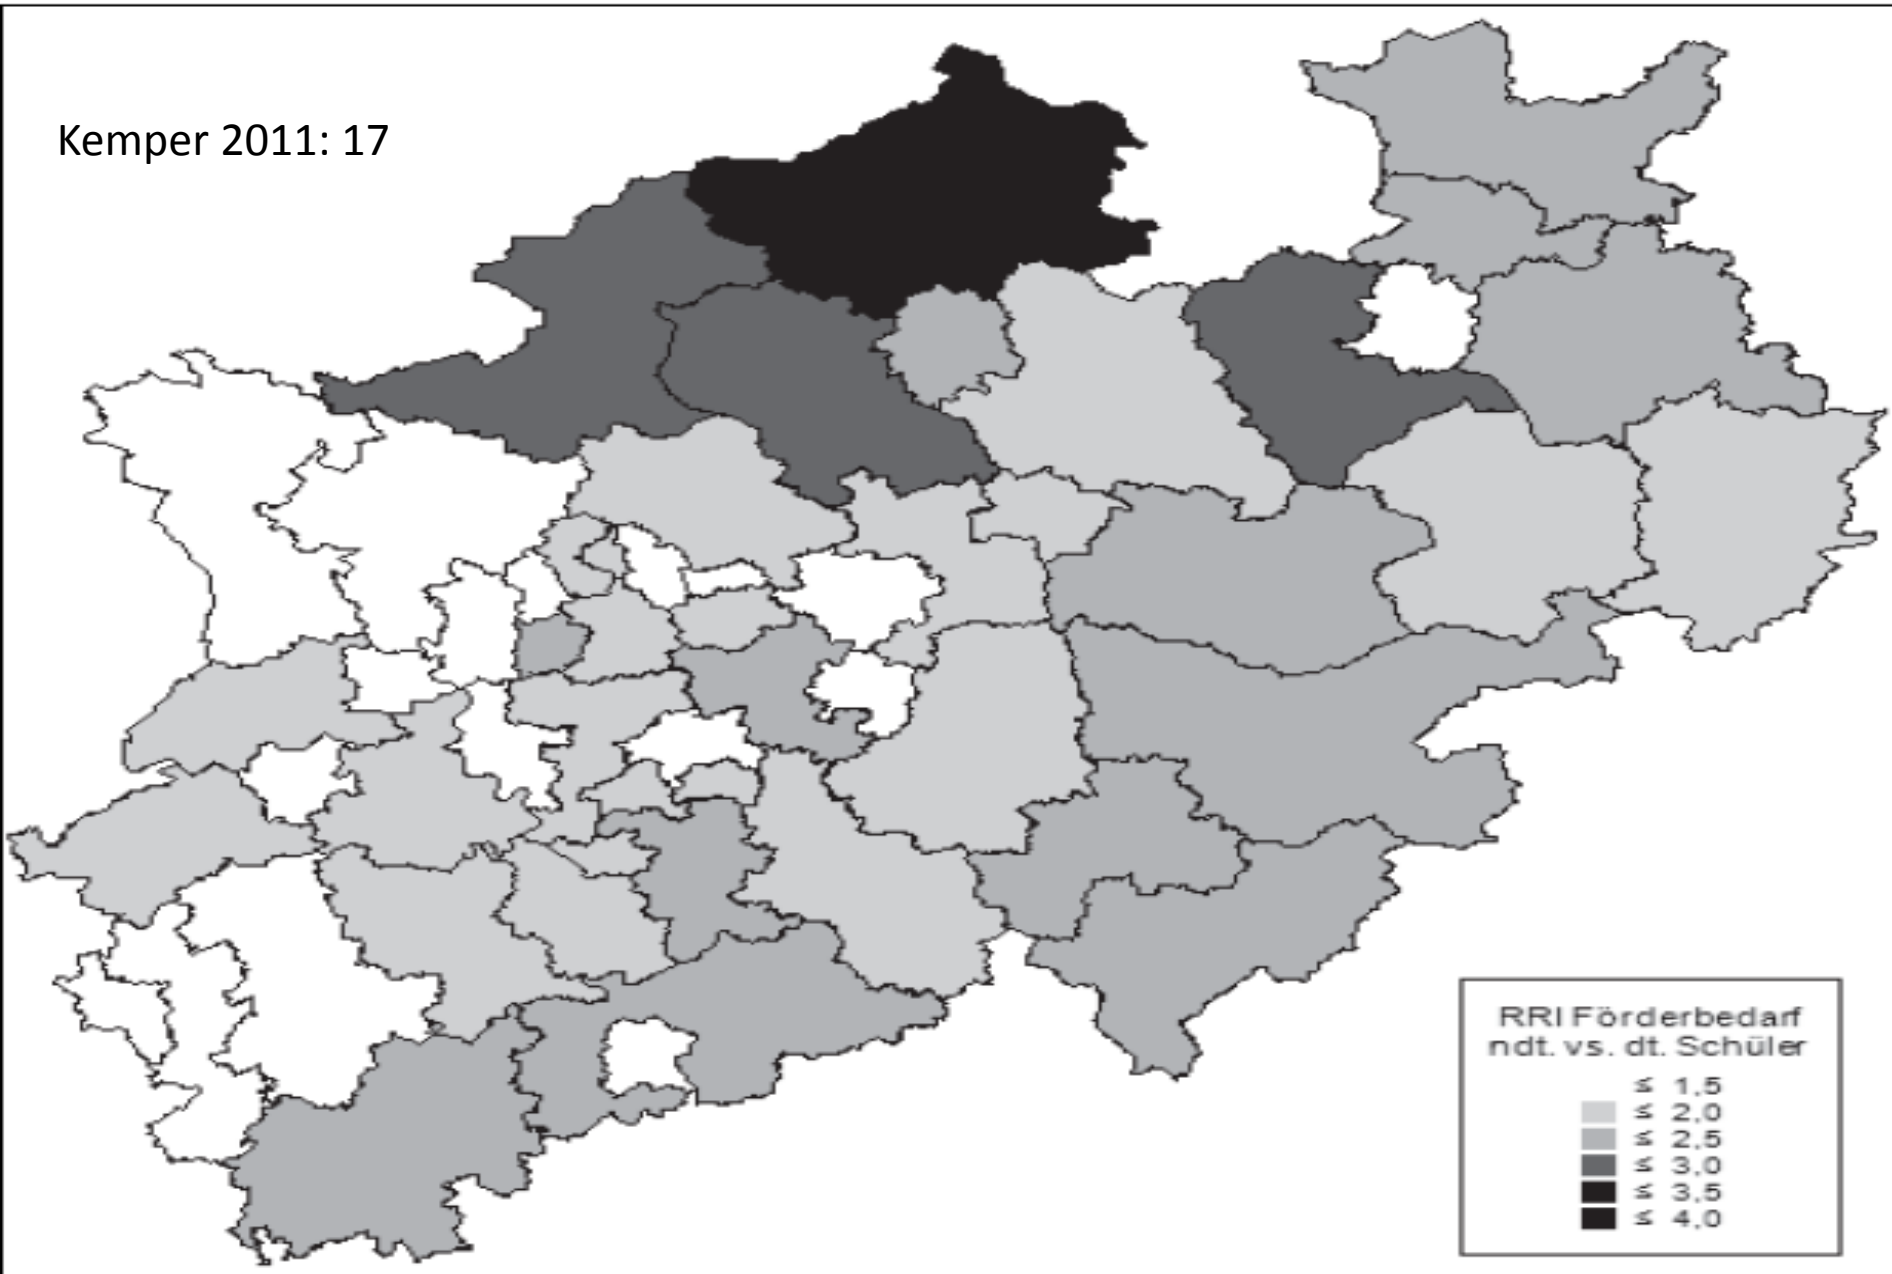 Kemper 2011: 17
RRI Förderbedarf
ndt. vs. dt. Schüler
≤ 1,5
≤ 2,0
≤ 2,5
≤ 3,0
≤ 3,5
≤ 4,0